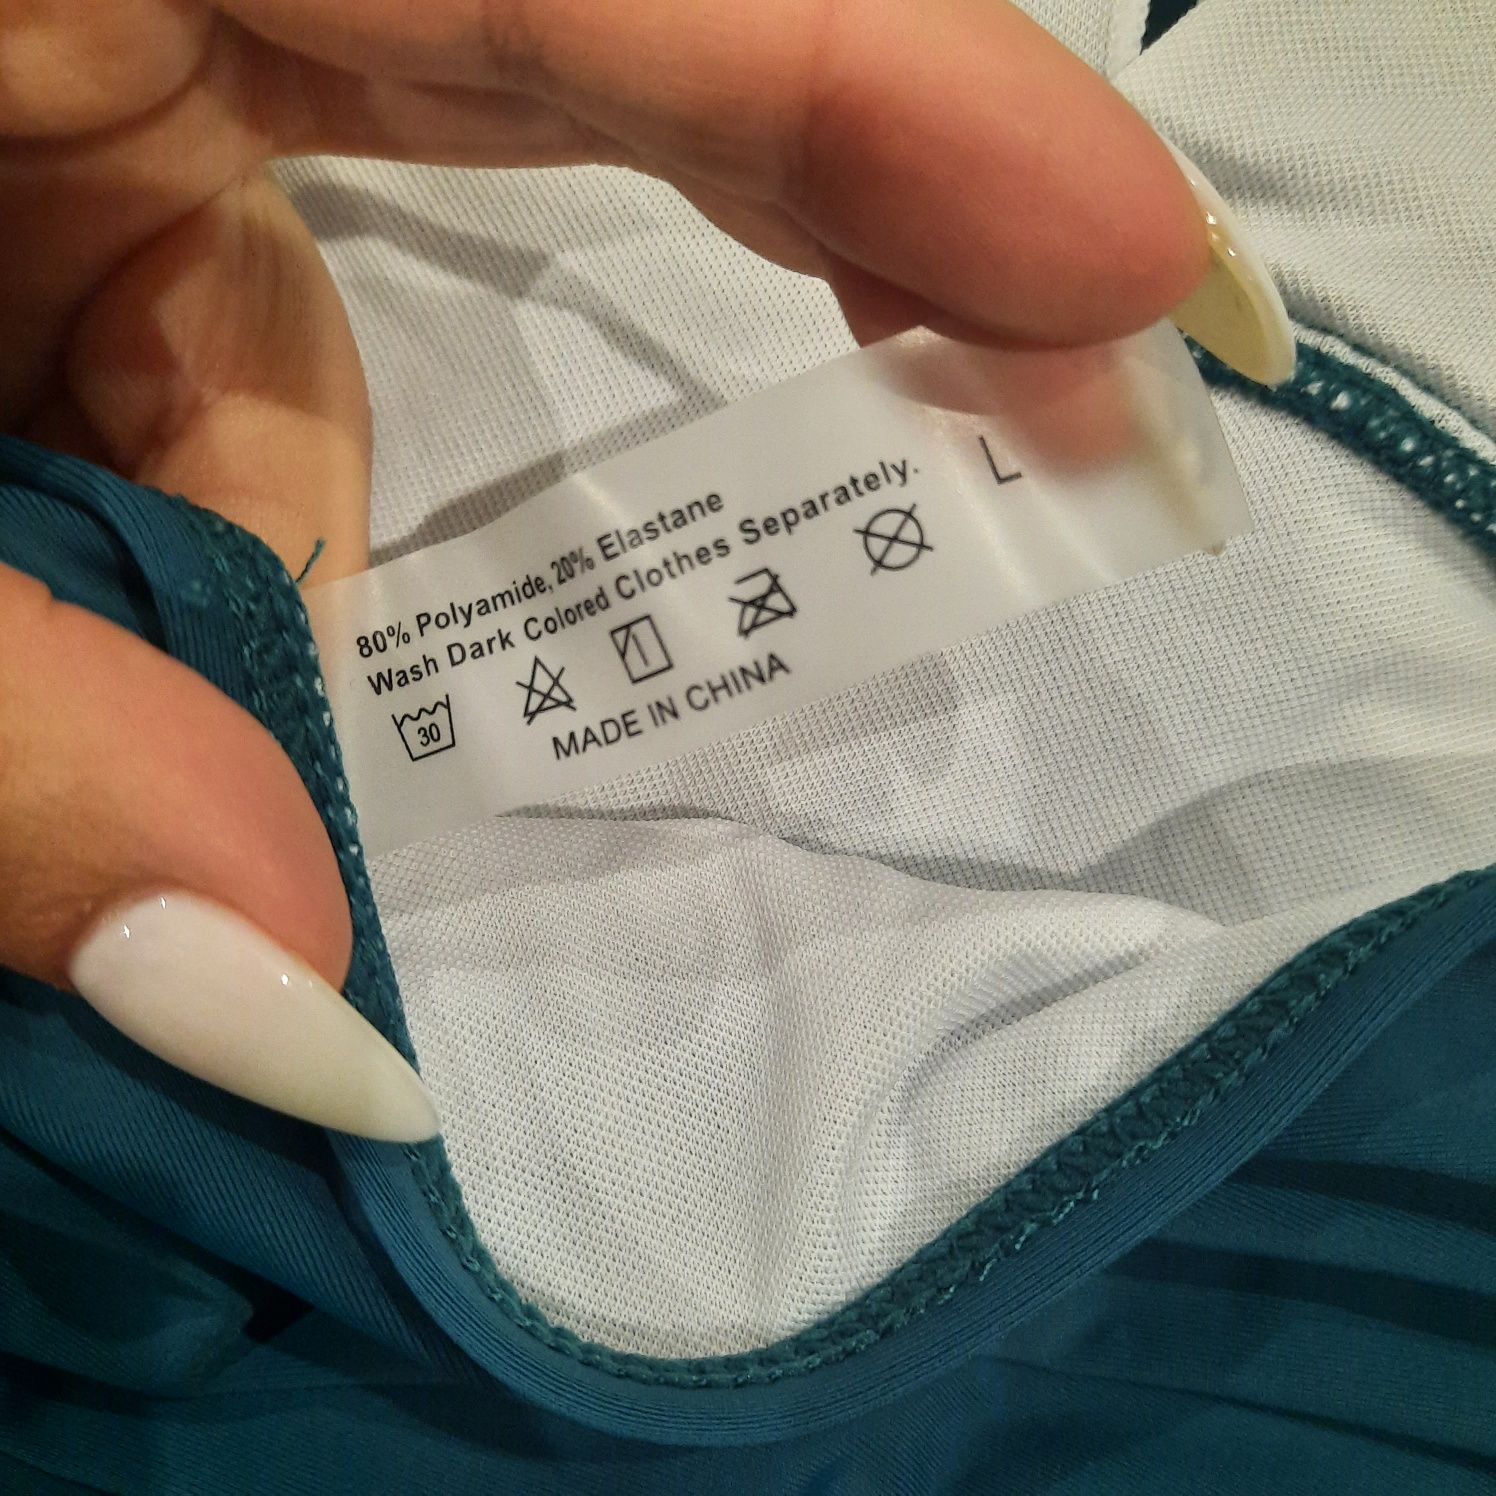 80% Polyamide, 20% Elastane
Wash Dark Colored Clothes Separately.
L
30
MADE IN CHINA